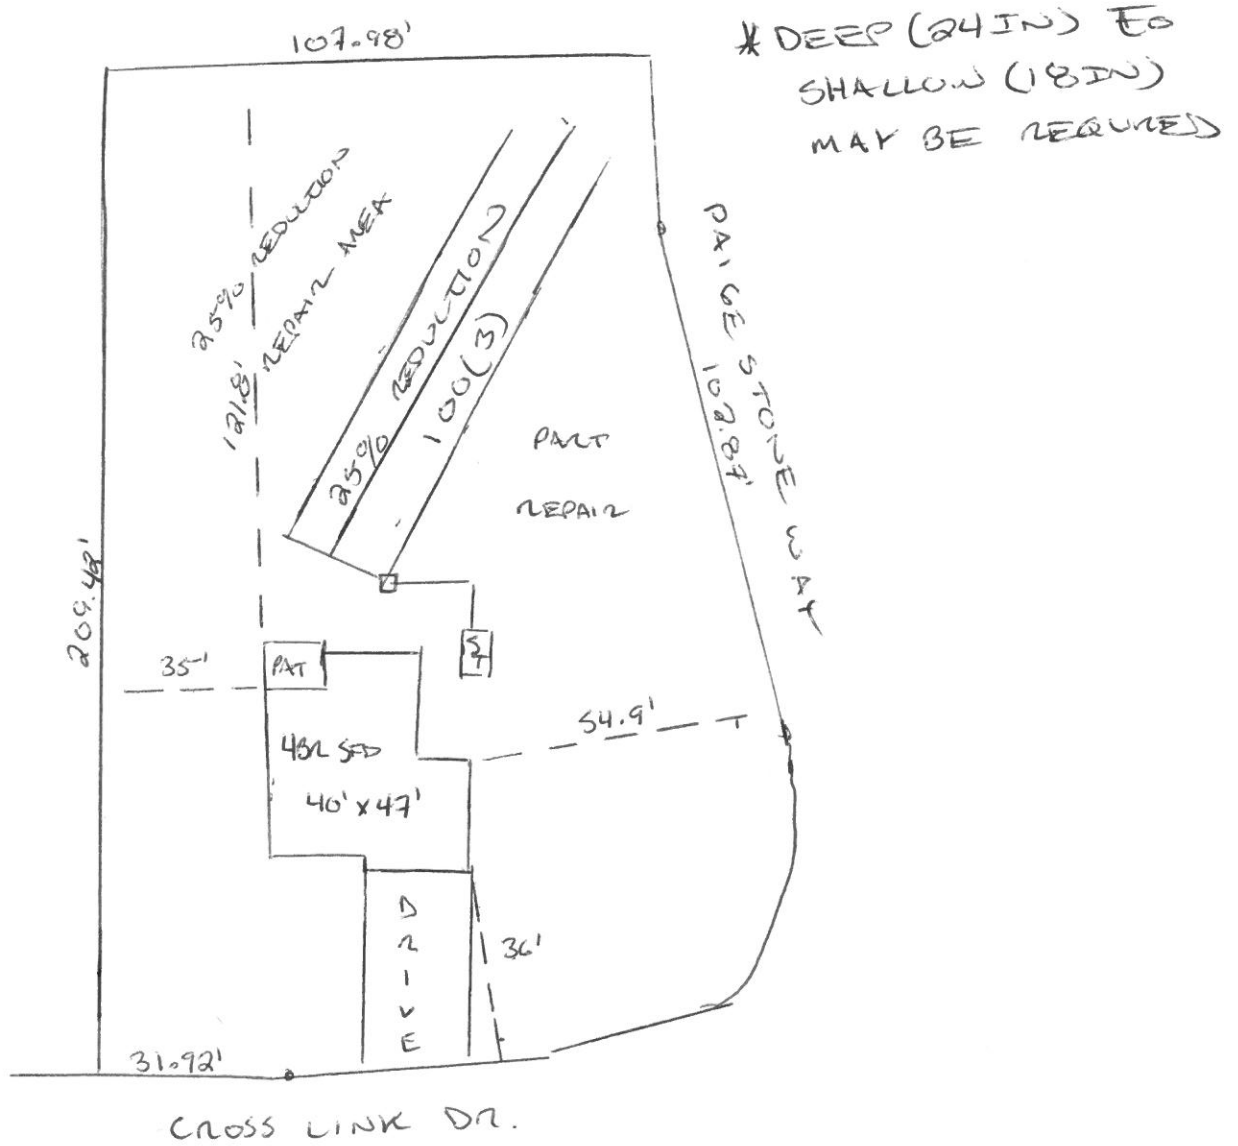 107.98'
* DEEP (24IN) TO
SHALLOW (18IN)
MAY BE REQUIRED
25% REDUCTION
REPAIR AREA
121.8'
25% REDUCTION
100(3)
PAIGE STONE WAY
102.87'
PART
REPAIR
209.42'
35'
PAT
ST
54.9'
4BR SFD
40' x 47'
DRIVE
36'
31.92'
CROSS LINK DR.